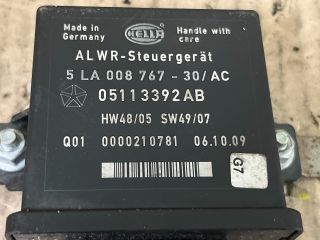 Made in Germany
HELLA
Handle with care
ALWR-Steuergerät
5 LA 008 767 - 30/ AC
05113392AB
HW48/05 SW49/07
Q01 0000210781 06.10.09
G7